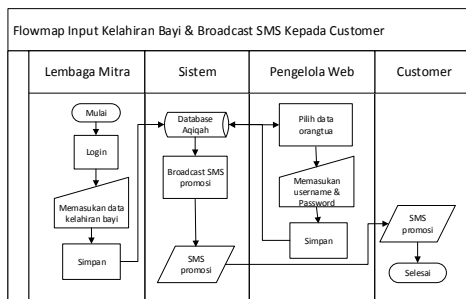 Flowmap Input Kelahiran Bayi & Broadcast SMS Kepada Customer
Lembaga Mitra
Sistem
Pengelola Web
Customer
Mulai
Login
Memasukan data
kelahiran bayi
Simpan
Database
Aqiqah
Broadcast SMS
promosi
SMS
promosi
Pilih data
orangtua
Memasukan
username &
Password
Simpan
SMS
promosi
Selesai